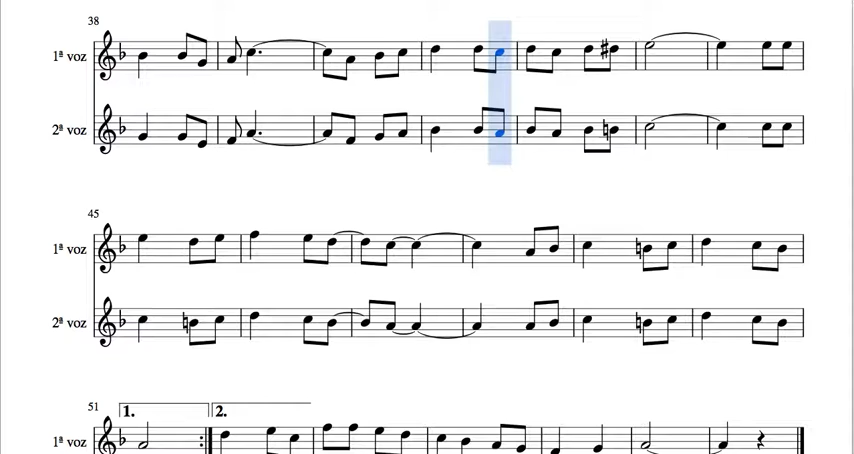 38
1ª voz
2ª voz
45
1ª voz
2ª voz
51
1. 2.
1ª voz